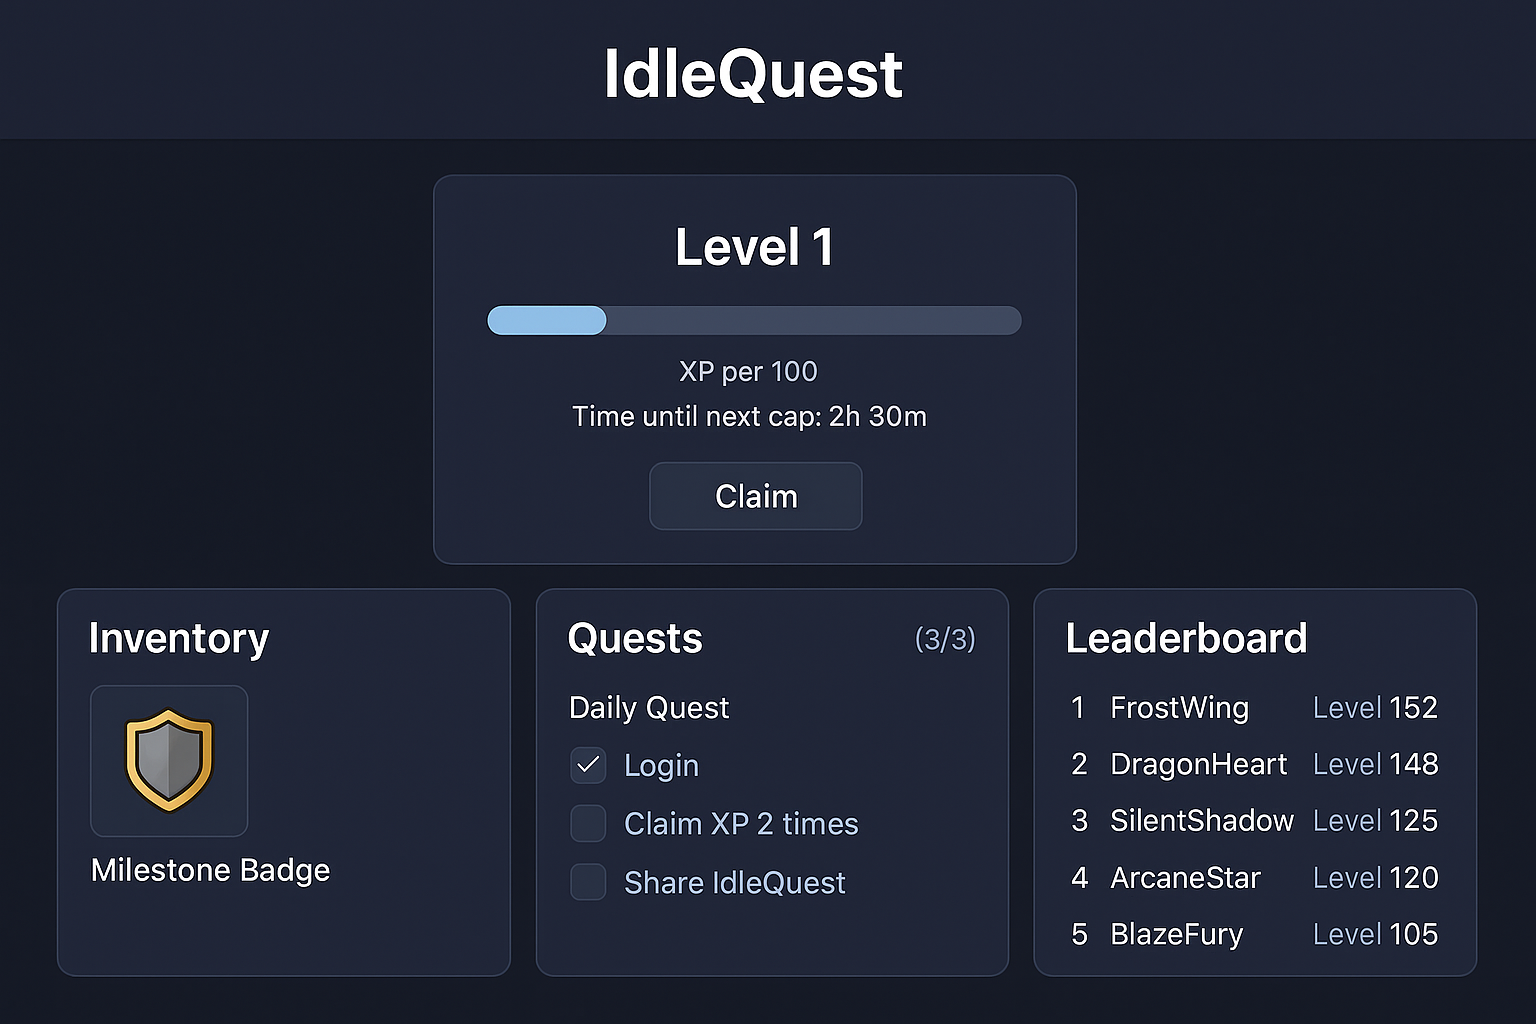 IdleQuest
Level 1
XP per 100
Time until next cap: 2h 30m
Claim
Inventory
Milestone Badge
Quests (3/3)
Daily Quest
Login
Claim XP 2 times
Share IdleQuest
Leaderboard
1 FrostWing Level 152
2 DragonHeart Level 148
3 SilentShadow Level 125
4 ArcaneStar Level 120
5 BlazeFury Level 105